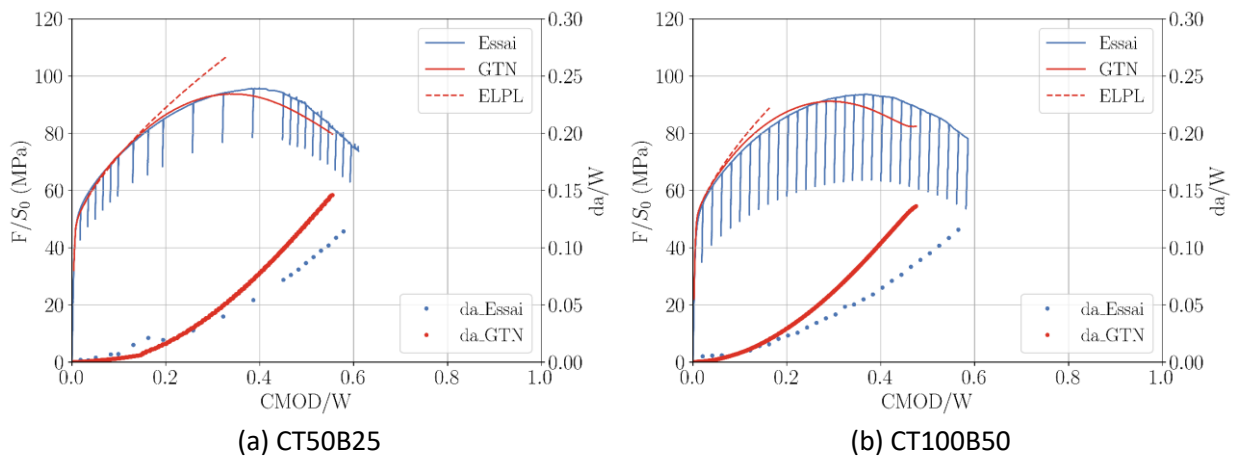 120
100
80
60
40
20
0
F/S₀ (MPa)
0.30
0.25
0.20
0.15
0.10
0.05
0.00
da/W
Essai
GTN
ELPL
da_Essai
da_GTN
0.0 0.2 0.4 0.6 0.8 1.0
CMOD/W
(a) CT50B25
120
100
80
60
40
20
0
F/S₀ (MPa)
0.30
0.25
0.20
0.15
0.10
0.05
0.00
da/W
Essai
GTN
ELPL
da_Essai
da_GTN
0.0 0.2 0.4 0.6 0.8 1.0
CMOD/W
(b) CT100B50